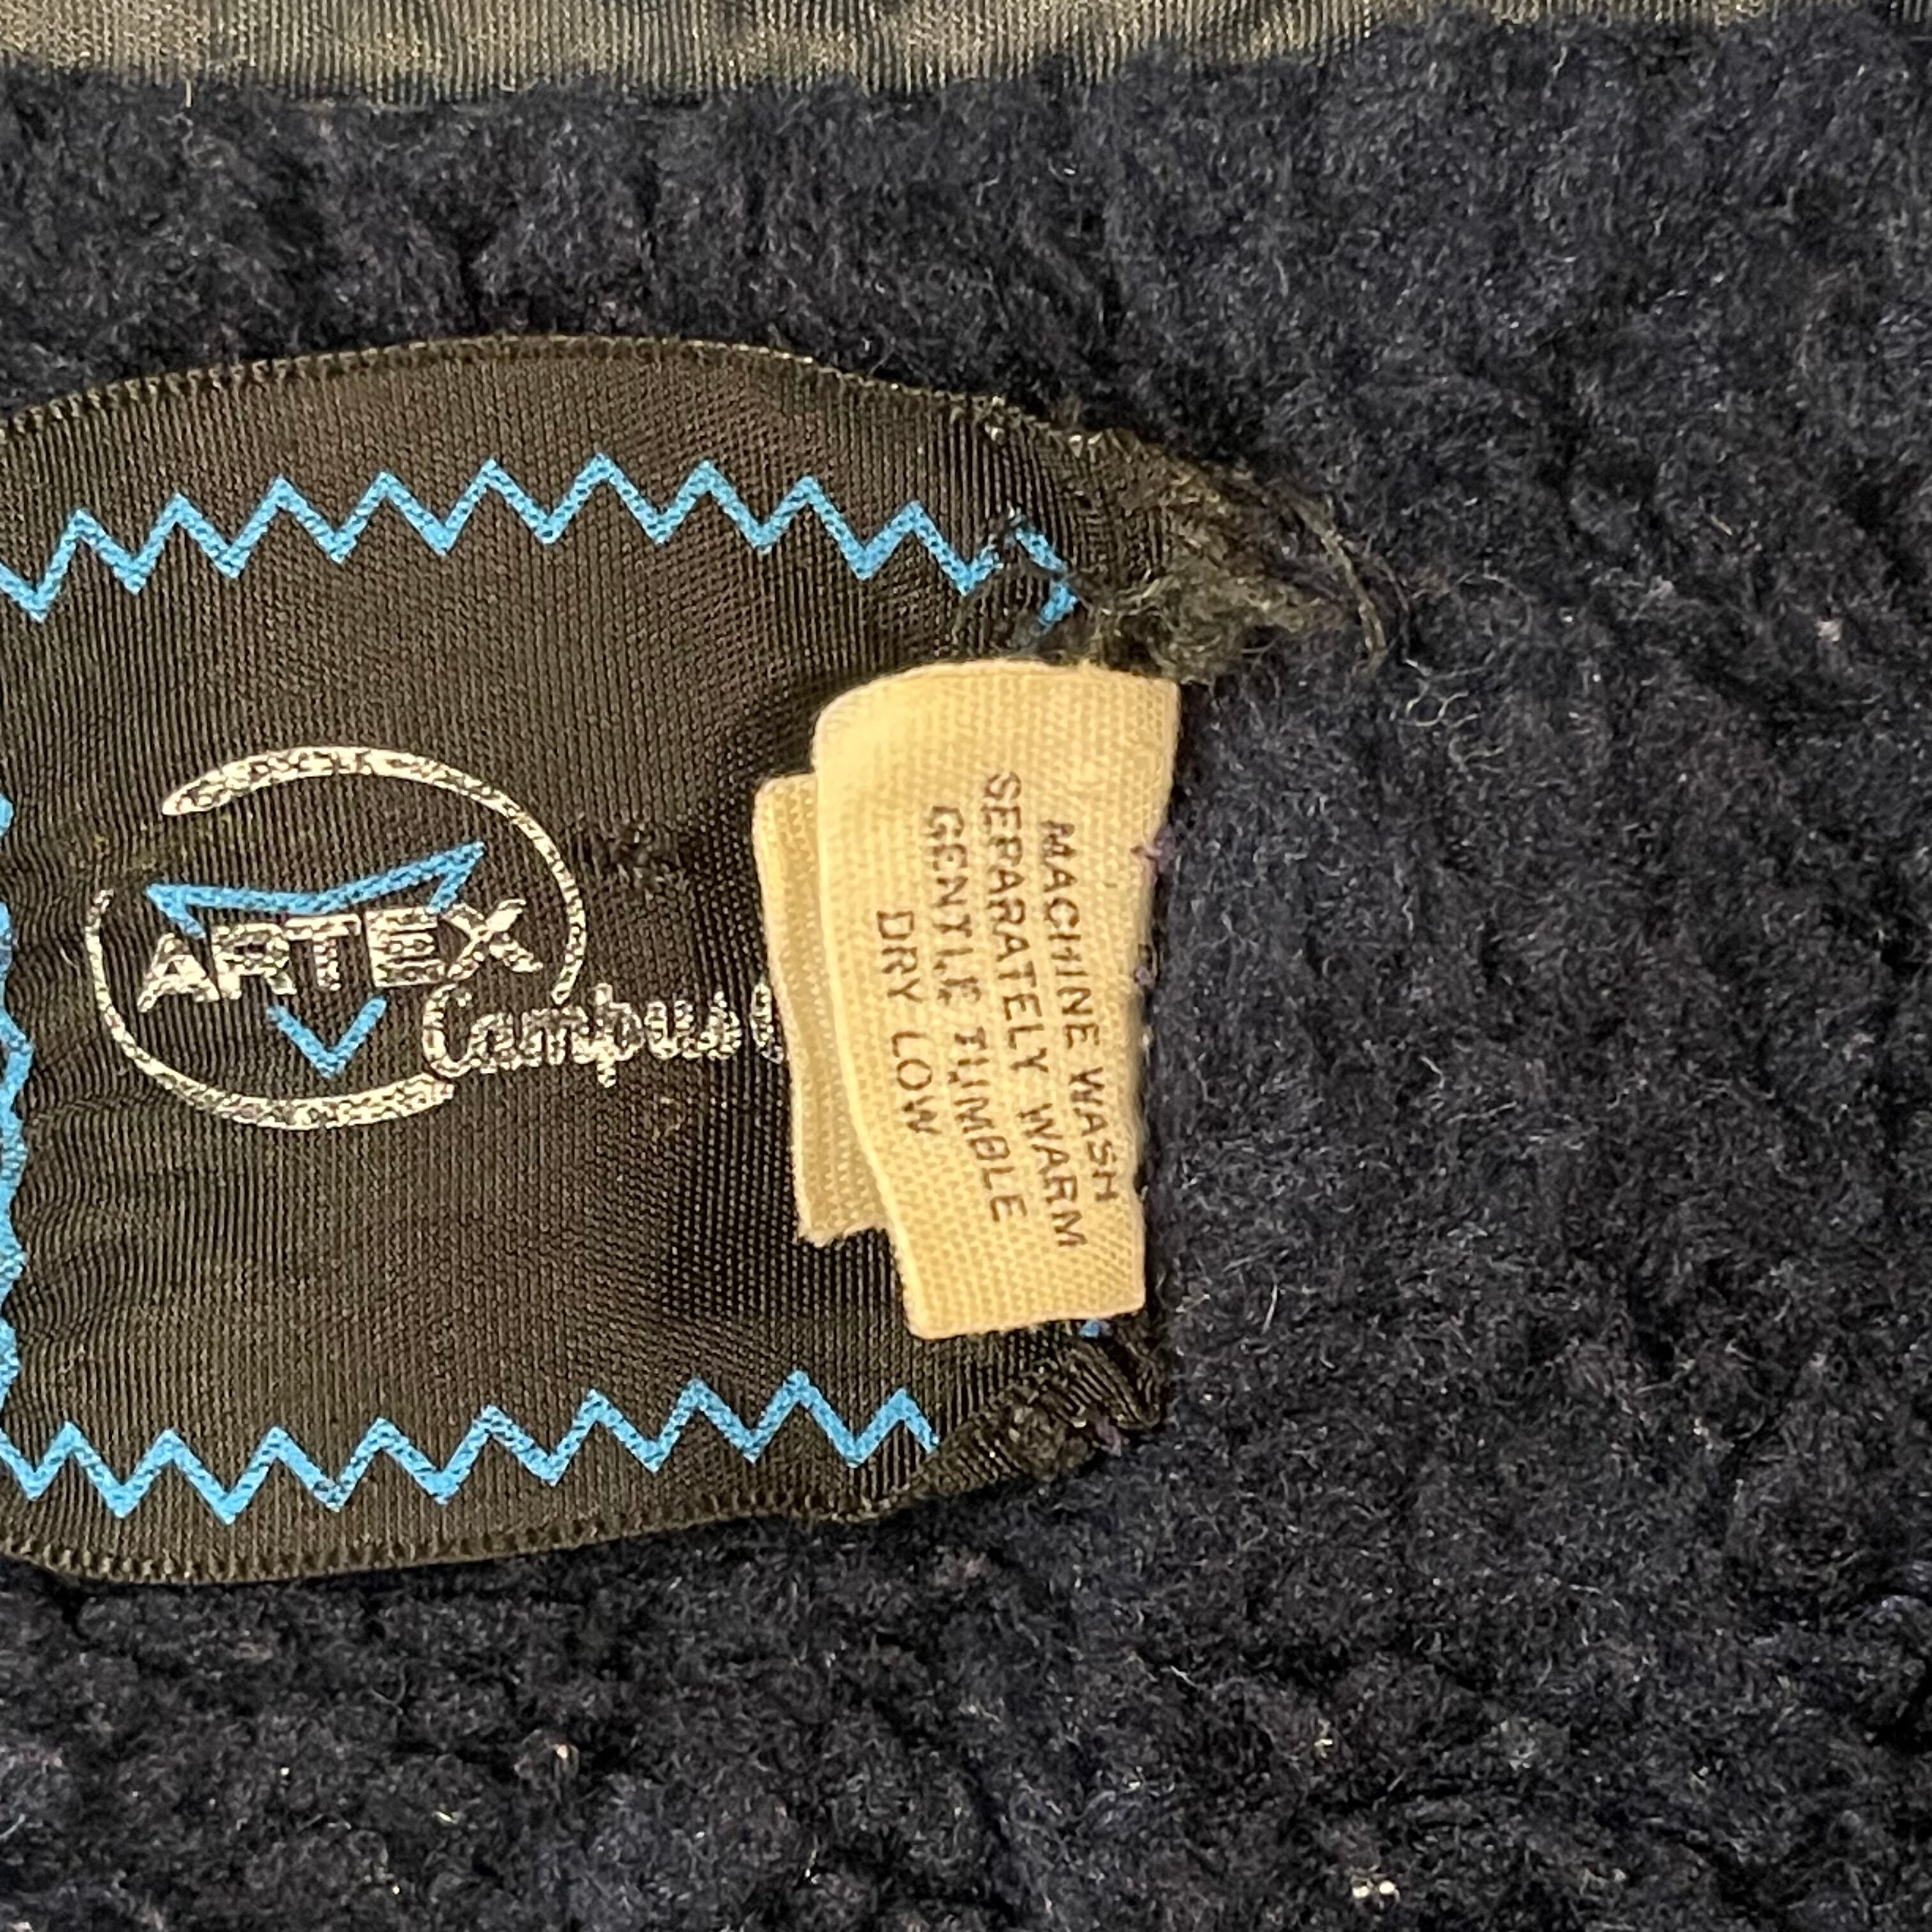 ARTEX
Campus
MACHINE WASH
SEPARATELY WARM
GENTLE TUMBLE
DRY LOW